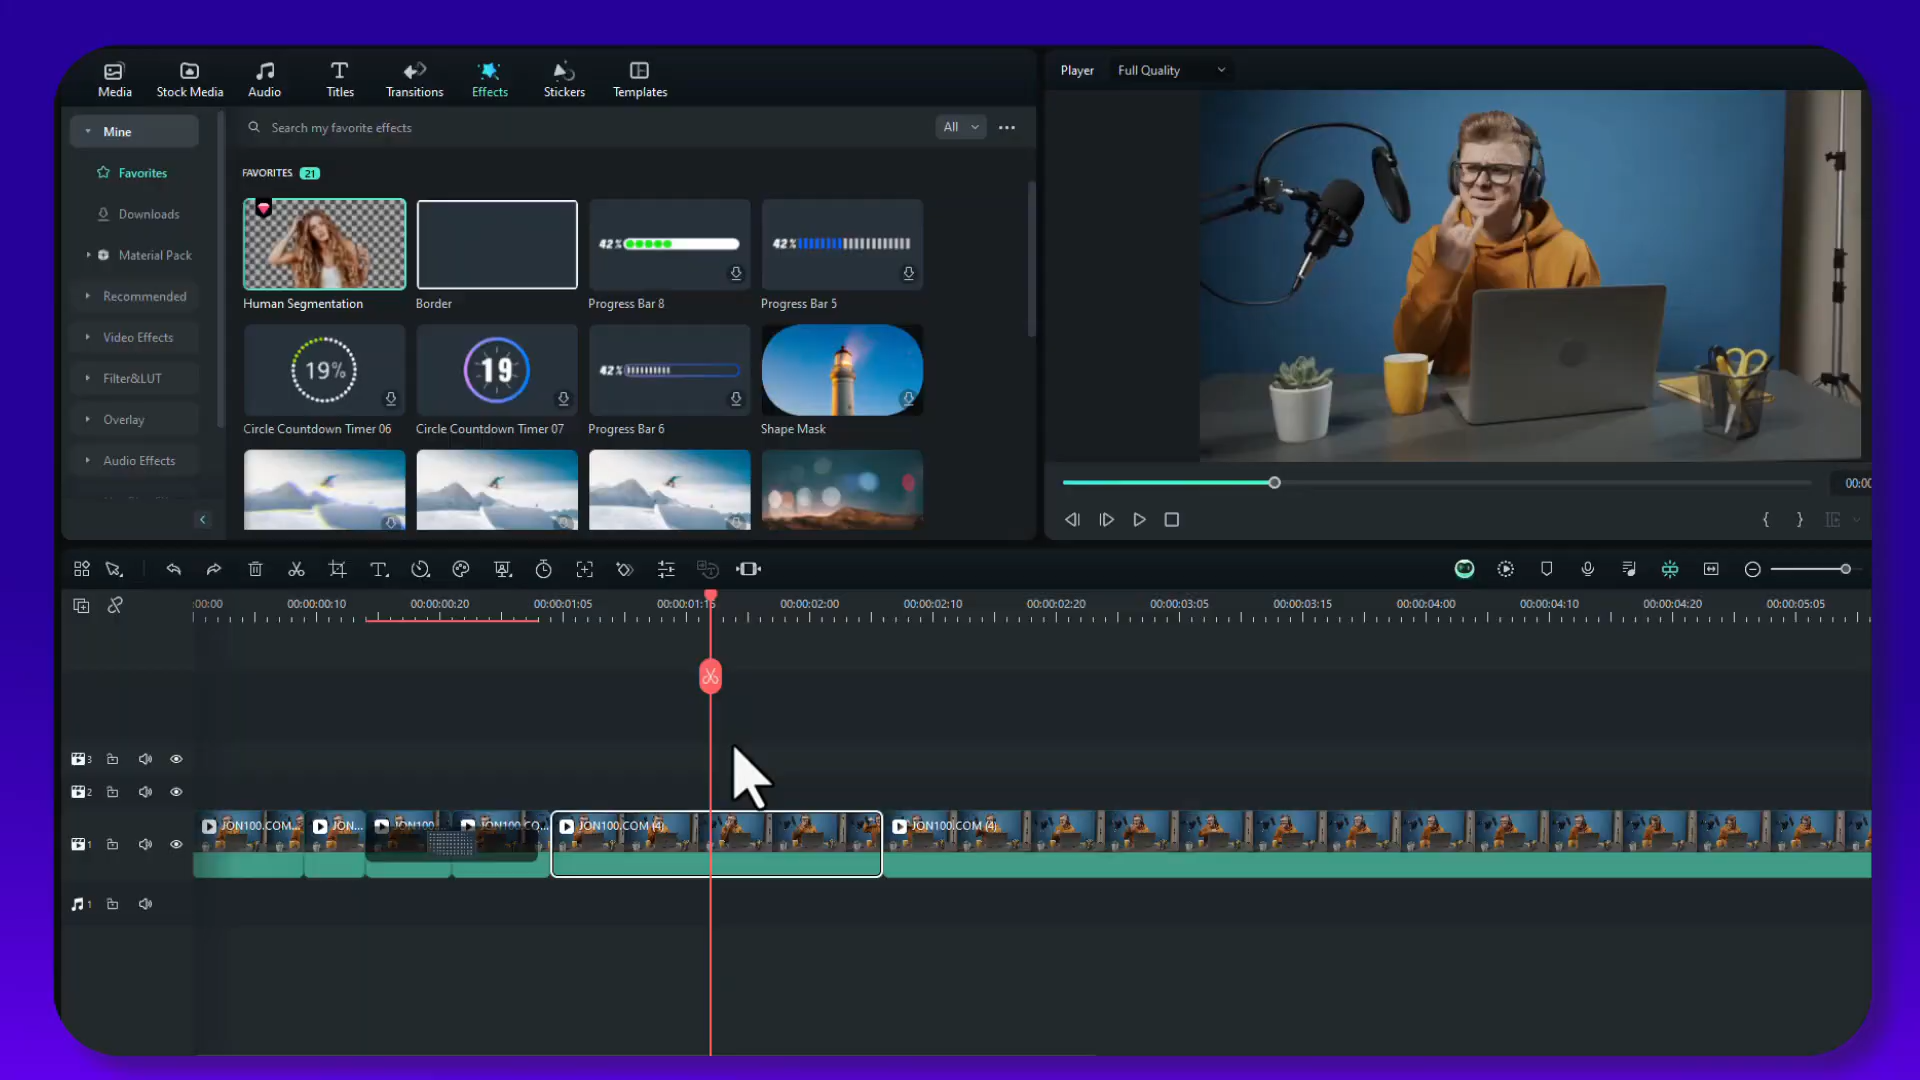 Media Stock Media Audio Titles Transitions Effects Stickers Templates
Player Full Quality
Mine
Search my favorite effects
All
Favorites
FAVORITES 21
Downloads
Material Pack
Recommended
Video Effects
Filter&LUT
Overlay
Audio Effects
42%
42%
Human Segmentation Border Progress Bar 8 Progress Bar 5
19%
19
42%
Circle Countdown Timer 06 Circle Countdown Timer 07 Progress Bar 6 Shape Mask
00:00
:00:00 00:00:00:10 00:00:00:20 00:00:01:05 00:00:01:15 00:00:02:00 00:00:02:10 00:00:02:20 00:00:03:05 00:00:03:15 00:00:04:00 00:00:04:10 00:00:04:20 00:00:05:05
3
2
JON100.COM... JON... JON100 JON100.CO... JON100.COM (4) JON100.COM (4)
1
1